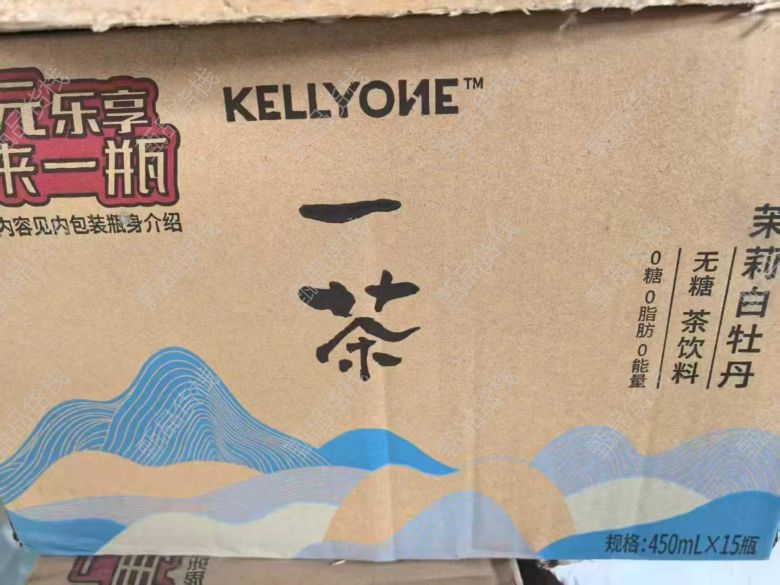 元乐享
来一瓶
内容见内包装瓶身介绍
KELLYONE™
一
茶
茉莉白牡丹
无糖 茶饮料
0糖 0脂肪 0能量
规格:450mL×15瓶